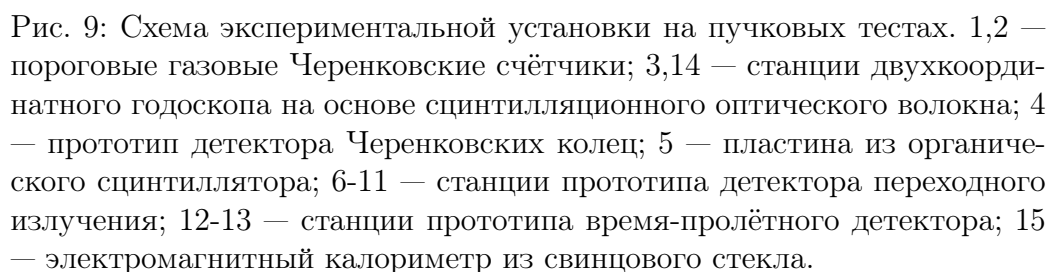 Рис. 9: Схема экспериментальной установки на пучковых тестах. 1,2 —
пороговые газовые Черенковские счётчики; 3,14 — станции двухкоорди-
натного годоскопа на основе сцинтилляционного оптического волокна; 4
— прототип детектора Черенковских колец; 5 — пластина из органиче-
ского сцинтиллятора; 6-11 — станции прототипа детектора переходного
излучения; 12-13 — станции прототипа время-пролётного детектора; 15
— электромагнитный калориметр из свинцового стекла.